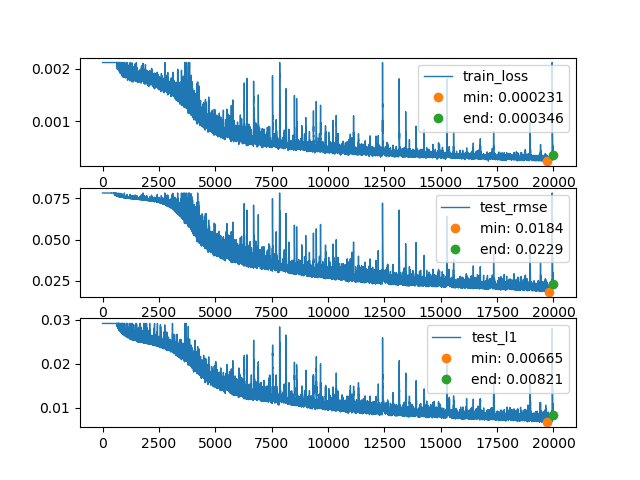 0.002
0.001
train_loss
min: 0.000231
end: 0.000346
0 2500 5000 7500 10000 12500 15000 17500 20000
0.075
0.050
0.025
test_rmse
min: 0.0184
end: 0.0229
0 2500 5000 7500 10000 12500 15000 17500 20000
0.03
0.02
0.01
test_l1
min: 0.00665
end: 0.00821
0 2500 5000 7500 10000 12500 15000 17500 20000